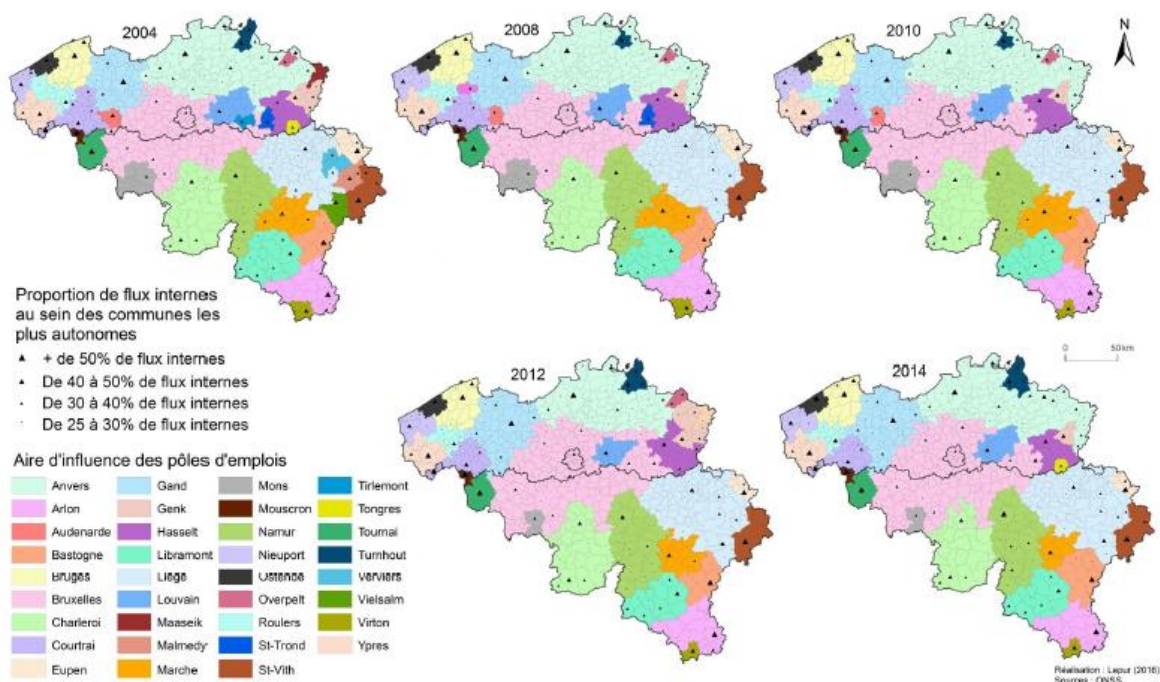 2004
2008
2010
N
Proportion de flux internes
au sein des communes les
plus autonomes
+ de 50% de flux internes
De 40 à 50% de flux internes
De 30 à 40% de flux internes
De 25 à 30% de flux internes
0 50 km
2012
2014
Aire d'influence des pôles d'emplois
Anvers Gand Mons Tirlemont
Arlon Genk Mouscron Tongres
Audenarde Hasselt Namur Tournai
Bastogne Libramont Nieuport Turnhout
Bruges Liège Ostende Verviers
Bruxelles Louvain Overpelt Vielsalm
Charleroi Maaseik Roulers Virton
Courtrai Malmedy St-Trond Ypres
Eupen Marche St-Vith
Réalisation : Lepur (2016)
Sources : ONSS